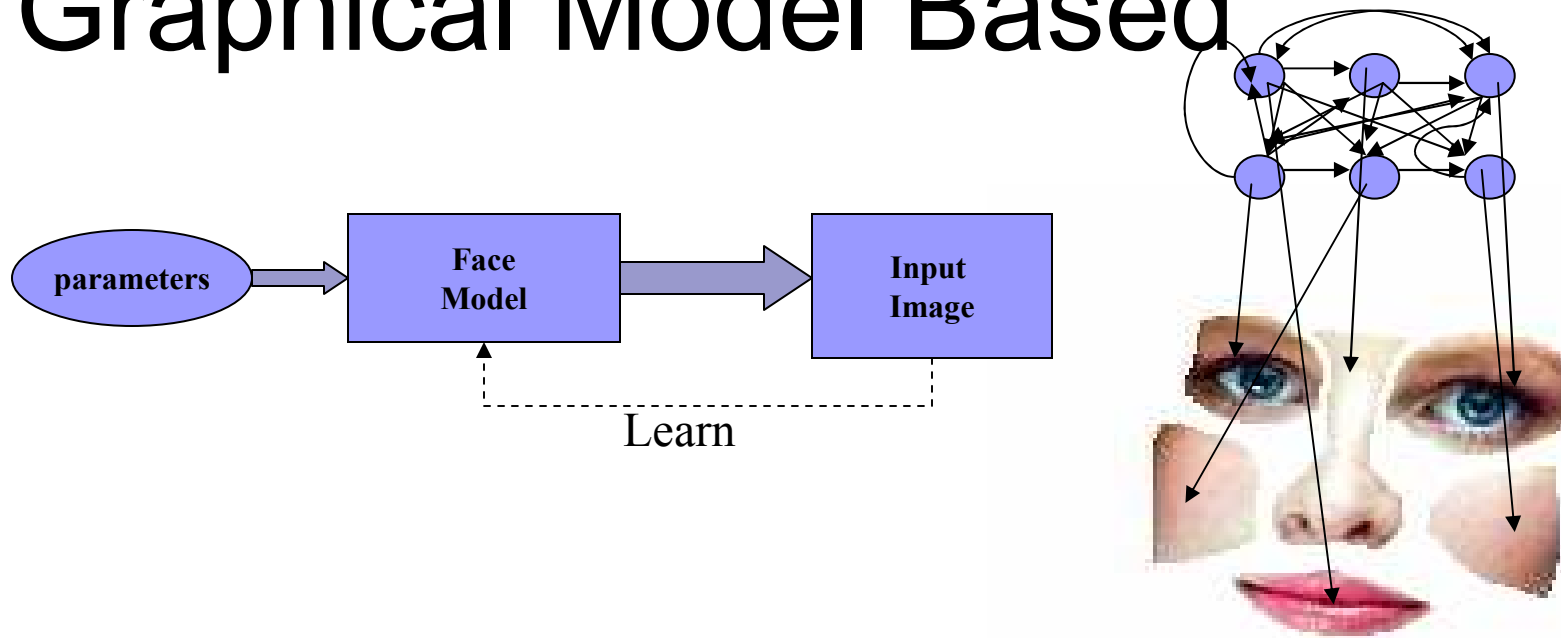 Graphical Model Based
parameters
Face
Model
Input
Image
Learn